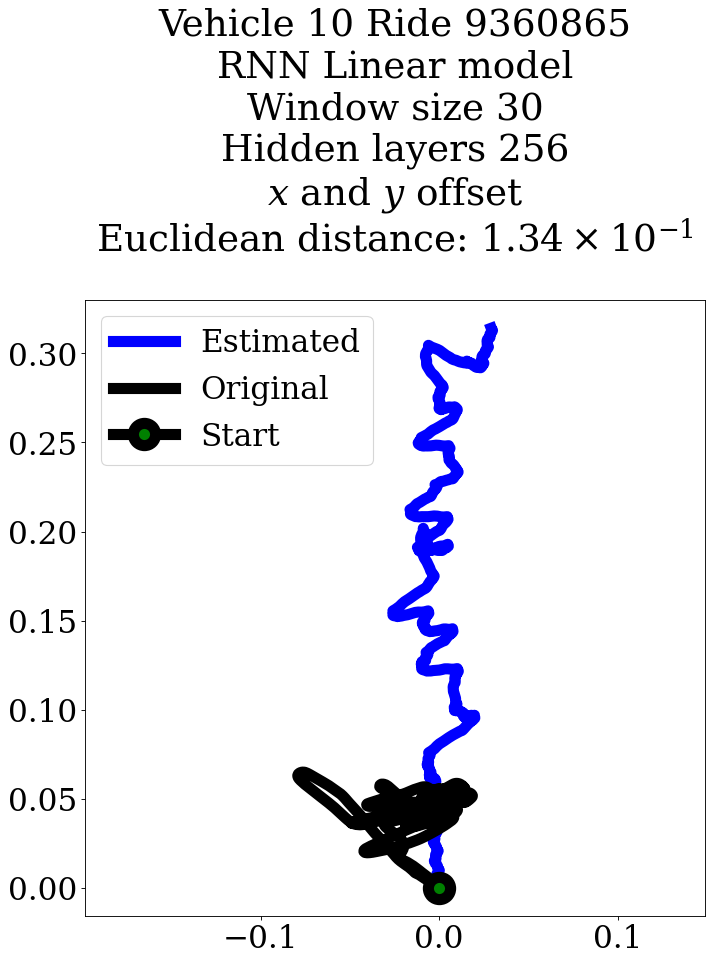 Vehicle 10 Ride 9360865
RNN Linear model
Window size 30
Hidden layers 256
x and y offset
Euclidean distance: 1.34 × 10⁻¹
Estimated
Original
Start
0.30
0.25
0.20
0.15
0.10
0.05
0.00
−0.1
0.0
0.1